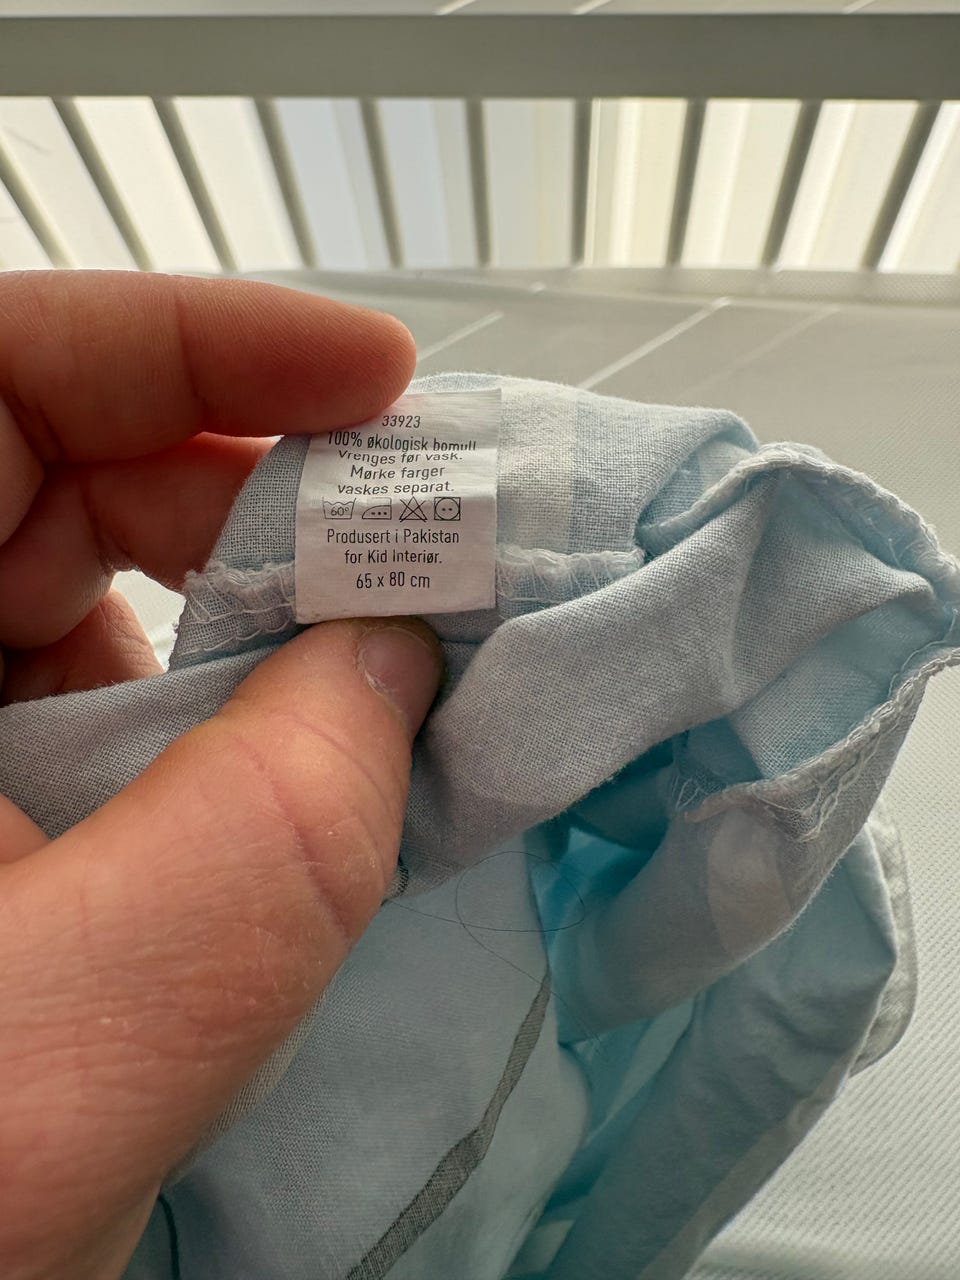 33923
100% økologisk bomull
Vrenges før vask.
Mørke farger
vaskes separat.
60°
Produsert i Pakistan
for Kid Interiør.
65 x 80 cm